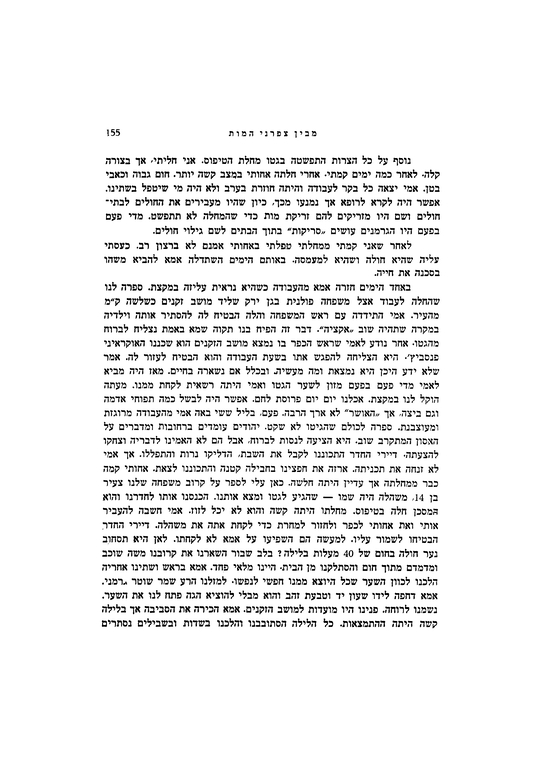 מבין צפרני המות 155
נוסף על כל הצרות התפשטה בגטו מחלת הטיפוס. אני חליתי, אך בצורה
קלה. לאחר כמה ימים קמתי. אחרי חלתה אחותי במצב קשה יותר. חום גבוה וכאבי
בטן. אמי יצאה כל בקר לעבודה והיתה חוזרת בערב ולא היה מי שיטפל בשתינו.
אפשר היה לקרא לרופא אך נמנעו מכך, כיון שהיו מעבירים את החולים לבתי־
חולים ושם היו מזריקים להם זריקת מות כדי שהמחלה לא תתפשט. מדי פעם
בפעם היו הגרמנים עושים „סריקות" בתוך הבתים לשם גילוי חולים.
לאחר שאני קמתי ממחלתי טפלתי באחותי אמנם לא ברצון רב. כעסתי
עליה שהיא חולה ושהיא למעמסה. באותם הימים השתדלה אמא להביא משהו
בסכנה את חייה.
באחד הימים חזרה אמא מהעבודה כשהיא נראית עליזה במקצת. ספרה לנו
שהחלה לעבוד אצל משפחה פולנית בגן ירק שליד מושב זקנים כשלשה ק"מ
מהעיר. אמי התידדה עם ראש המשפחה והלה הבטיח לה להסתיר אותה וילדיה
במקרה שתהיה שוב „אקציה". דבר זה הפיח בנו תקוה שמא באמת נצליח לברוח
מהגטו. אחר נודע לאמי שראש הכפר בו נמצא מושב הזקנים הוא שכננו האוקראיני
פנסביץ'. היא הצליחה להפגש אתו בשעת העבודה והוא הבטיח לעזור לה. אמר
שלא ידע היכן היא נמצאת ומה מעשיה. ובכלל אם נשארה בחיים. מאז היה מביא
לאמי מדי פעם בפעם מזון לשער הגטו ואמי היתה רשאית לקחת ממנו. מעתה
הוקל לנו במקצת. אכלנו יום יום פרוסת לחם. אפשר היה לבשל כמה תפוחי אדמה
וגם ביצה. אך „האושר" לא ארך הרבה. פעם, בליל ששי באה אמי מהעבודה מרוגזת
ומעוצבנת. ספרה לכולם שהגיטו לא שקט. יהודים עומדים ברחובות ומדברים על
האסון המתקרב שוב. היא הציעה לנסות לברוח. אבל הם לא האמינו לדבריה וצחקו
להצעתה. דיירי החדר התכוננו לקבל את השבת, הדליקו נרות והתפללו. אך אמי
לא זנחה את תכניתה. ארזה את חפצינו בחבילה קטנה והתכוננו לצאת. אחותי קמה
כבר ממחלתה אך עדיין היתה חלשה. כאן עלי לספר על קרוב משפחה שלנו צעיר
בן 14, משהלה היה שמו — שהגיע לגטו ומצא אותנו. הכנסנו אותו לחדרנו והוא
המסכן חלה בטיפוס. מחלתו היתה קשה והוא לא יכל לזוז. אמי חשבה להעביר
אותי ואת אחותי לכפר ולחזור למחרת כדי לקחת אתה את משהלה. דיירי החדר
הבטיחו לשמור עליו. למעשה הם השפיעו על אמא לא לקחתו. לאן היא תסחוב
נער חולה בחום של 40 מעלות בלילה? בלב שבור השארנו את קרובנו משה שוכב
ומדמדם מתוך חום והסתלקנו מן הבית. היינו מלאי פחד. אמא בראש ושתינו אחריה
הלכנו לכוון השער שכל היוצא ממנו חפשי לנפשו. למזלנו הרע שמר שוטר גרמני.
אמא דחפה לידו שעון יד וטבעת זהב והוא מבלי להוציא הגה פתח לנו את השער.
נשמנו לרוחה. פנינו היו מועדות למושב הזקנים. אמא הכירה את הסביבה אך בלילה
קשה היתה ההתמצאות. כל הלילה הסתובבנו והלכנו בשדות ובשבילים נסתרים